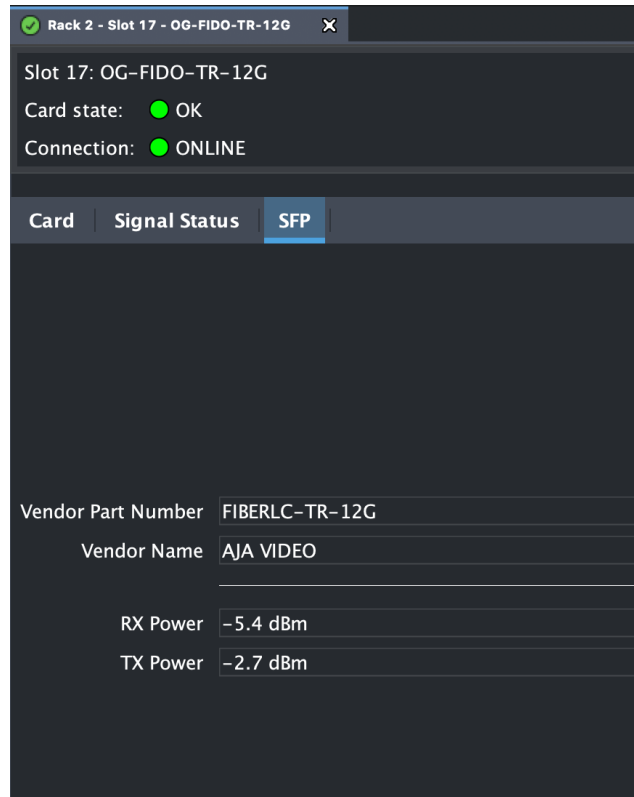 Rack 2 - Slot 17 - OG-FIDO-TR-12G
Slot 17: OG-FIDO-TR-12G
Card state: OK
Connection: ONLINE
Card Signal Status SFP
Vendor Part Number FIBERLC-TR-12G
Vendor Name AJA VIDEO
RX Power -5.4 dBm
TX Power -2.7 dBm